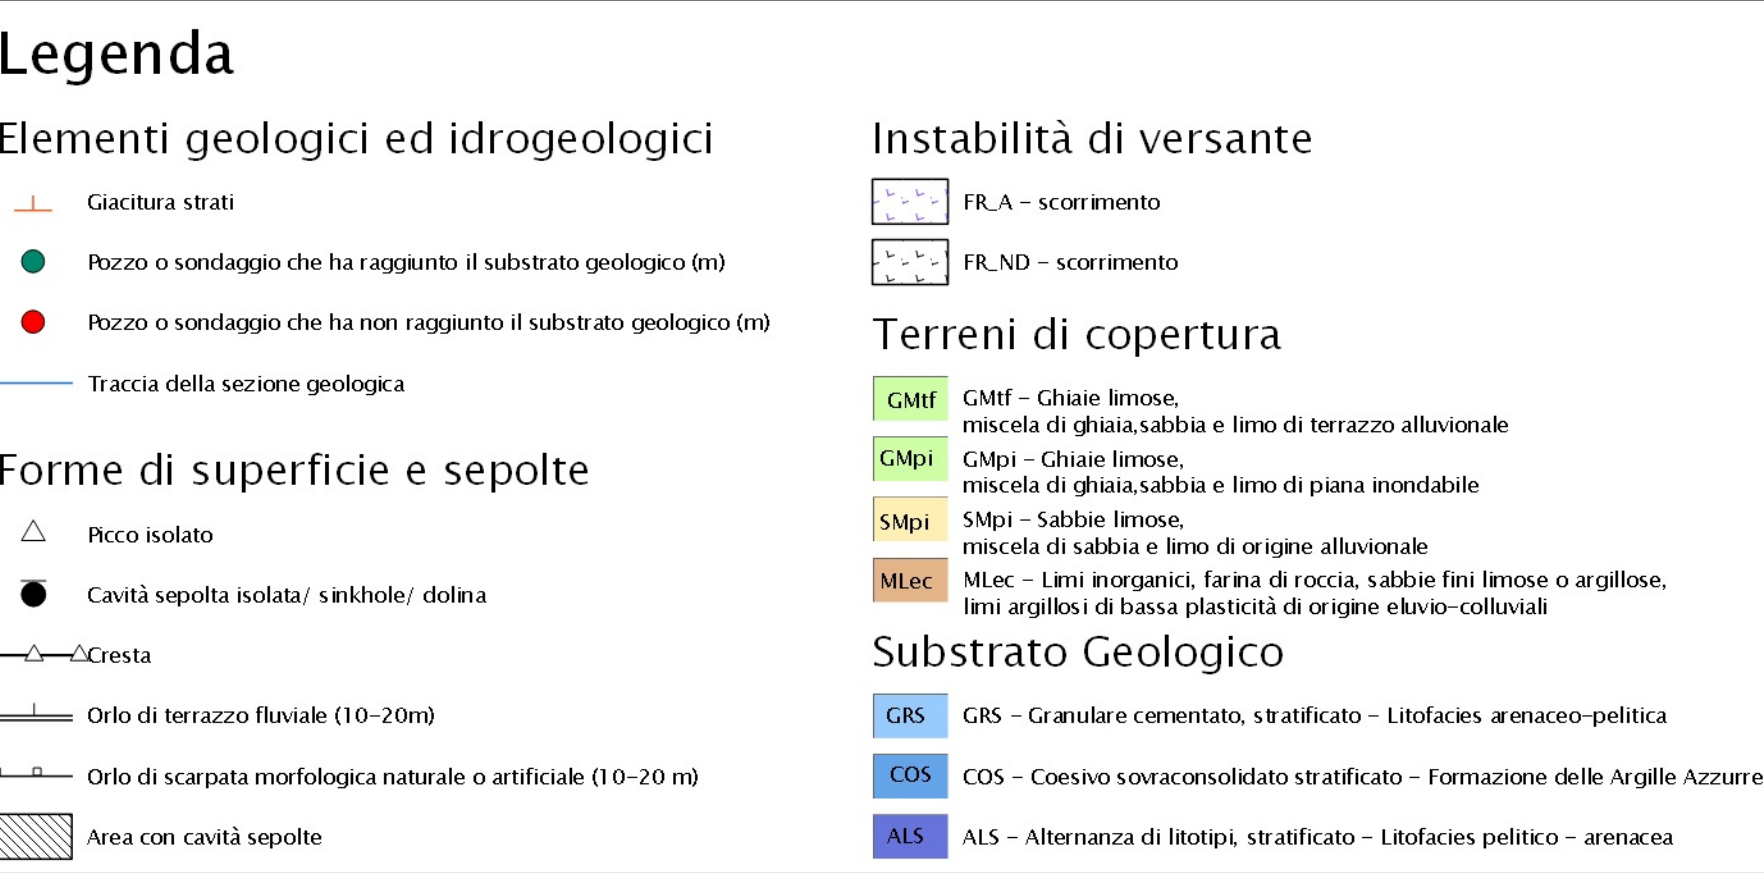 Legenda
Elementi geologici ed idrogeologici
Giacitura strati
Pozzo o sondaggio che ha raggiunto il substrato geologico (m)
Pozzo o sondaggio che ha non raggiunto il substrato geologico (m)
Traccia della sezione geologica
Forme di superficie e sepolte
Picco isolato
Cavità sepolta isolata/ sinkhole/ dolina
Cresta
Orlo di terrazzo fluviale (10-20m)
Orlo di scarpata morfologica naturale o artificiale (10-20 m)
Area con cavità sepolte
Instabilità di versante
FR_A - scorrimento
FR_ND - scorrimento
Terreni di copertura
GMtf GMtf - Ghiaie limose,
miscela di ghiaia,sabbia e limo di terrazzo alluvionale
GMpi GMpi - Ghiaie limose,
miscela di ghiaia,sabbia e limo di piana inondabile
SMpi SMpi - Sabbie limose,
miscela di sabbia e limo di origine alluvionale
MLec MLec - Limi inorganici, farina di roccia, sabbie fini limose o argillose,
limi argillosi di bassa plasticità di origine eluvio-colluviali
Substrato Geologico
GRS GRS - Granulare cementato, stratificato - Litofacies arenaceo-pelitica
COS COS - Coesivo sovraconsolidato stratificato - Formazione delle Argille Azzurre
ALS ALS - Alternanza di litotipi, stratificato - Litofacies pelitico - arenacea